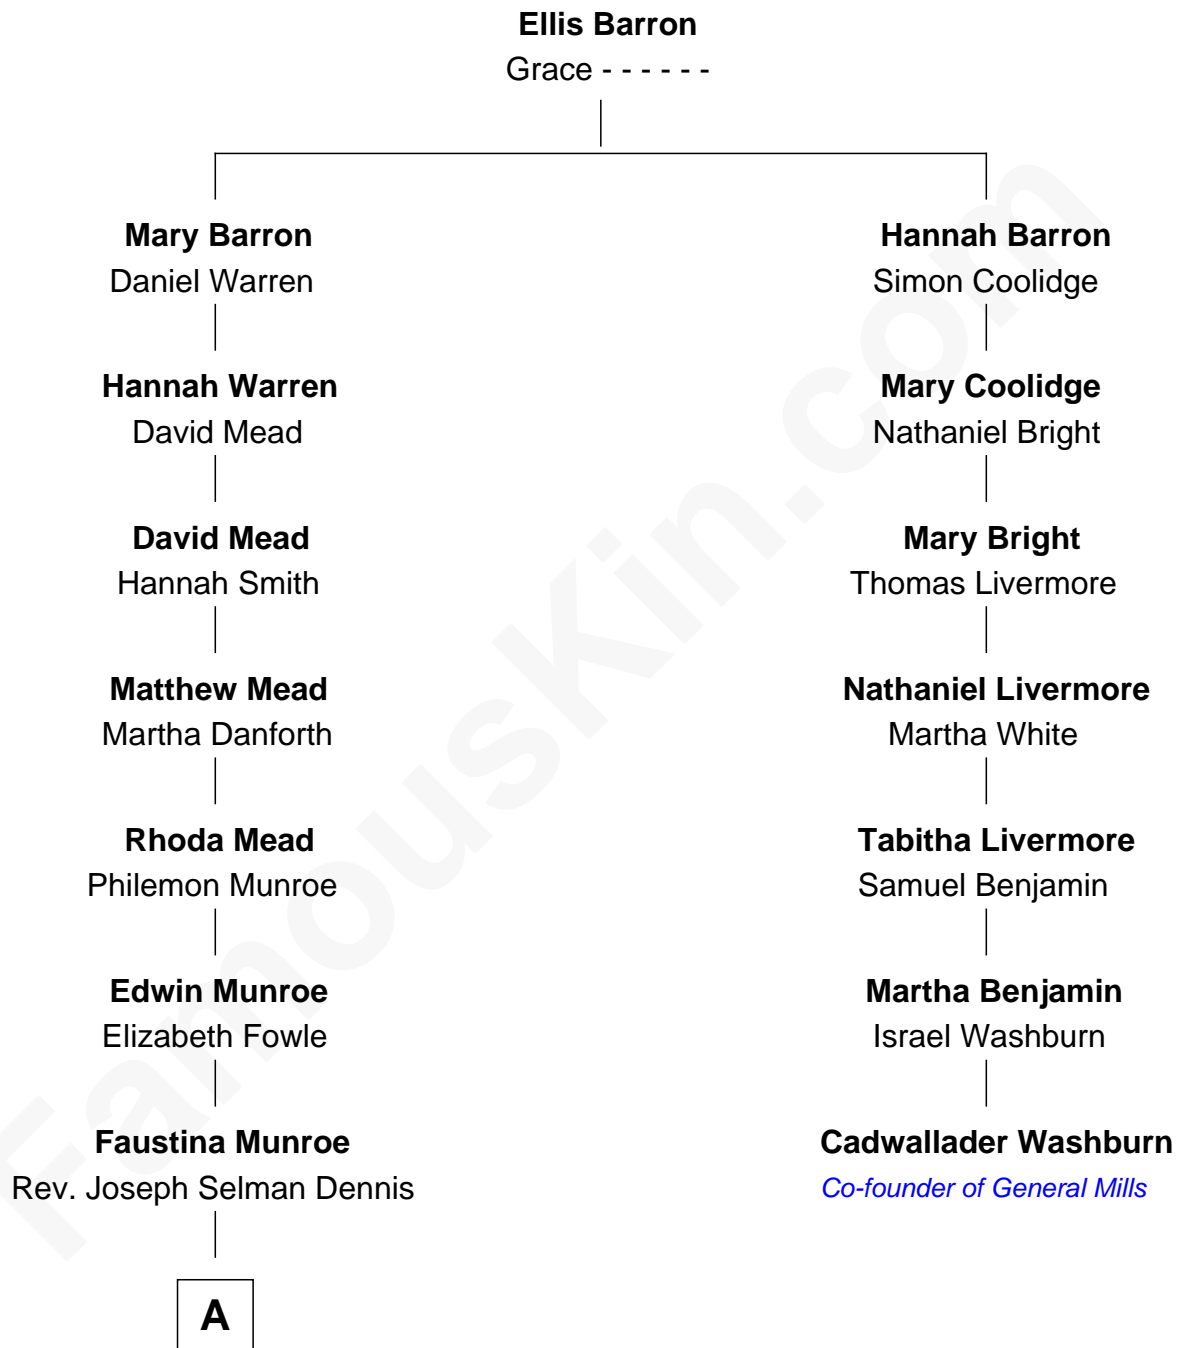 Ellis Barron
Grace - - - - - -
Mary Barron
Daniel Warren
Hannah Barron
Simon Coolidge
Hannah Warren
David Mead
Mary Coolidge
Nathaniel Bright
David Mead
Hannah Smith
Mary Bright
Thomas Livermore
Matthew Mead
Martha Danforth
Nathaniel Livermore
Martha White
Rhoda Mead
Philemon Munroe
Tabitha Livermore
Samuel Benjamin
Edwin Munroe
Elizabeth Fowle
Martha Benjamin
Israel Washburn
Faustina Munroe
Rev. Joseph Selman Dennis
Cadwallader Washburn
Co-founder of General Mills
A
FamousKin.com